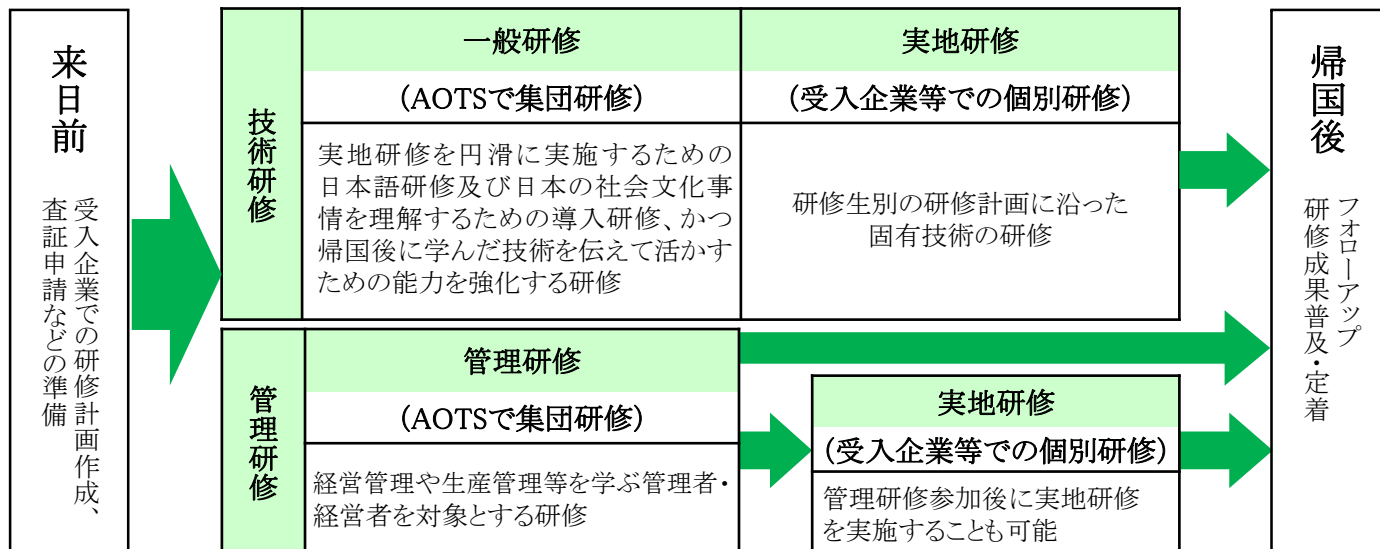 来日前
受入企業での研修計画作成、
査証申請などの準備
技術研修
一般研修
(AOTSで集団研修)
実地研修を円滑に実施するための
日本語研修及び日本の社会文化事
情を理解するための導入研修、かつ
帰国後に学んだ技術を伝えて活かす
ための能力を強化する研修
実地研修
(受入企業等での個別研修)
研修生別の研修計画に沿った
固有技術の研修
管理研修
管理研修
(AOTSで集団研修)
経営管理や生産管理等を学ぶ管理者・
経営者を対象とする研修
実地研修
(受入企業等での個別研修)
管理研修参加後に実地研修
を実施することも可能
帰国後
フォローアップ
研修成果普及・定着